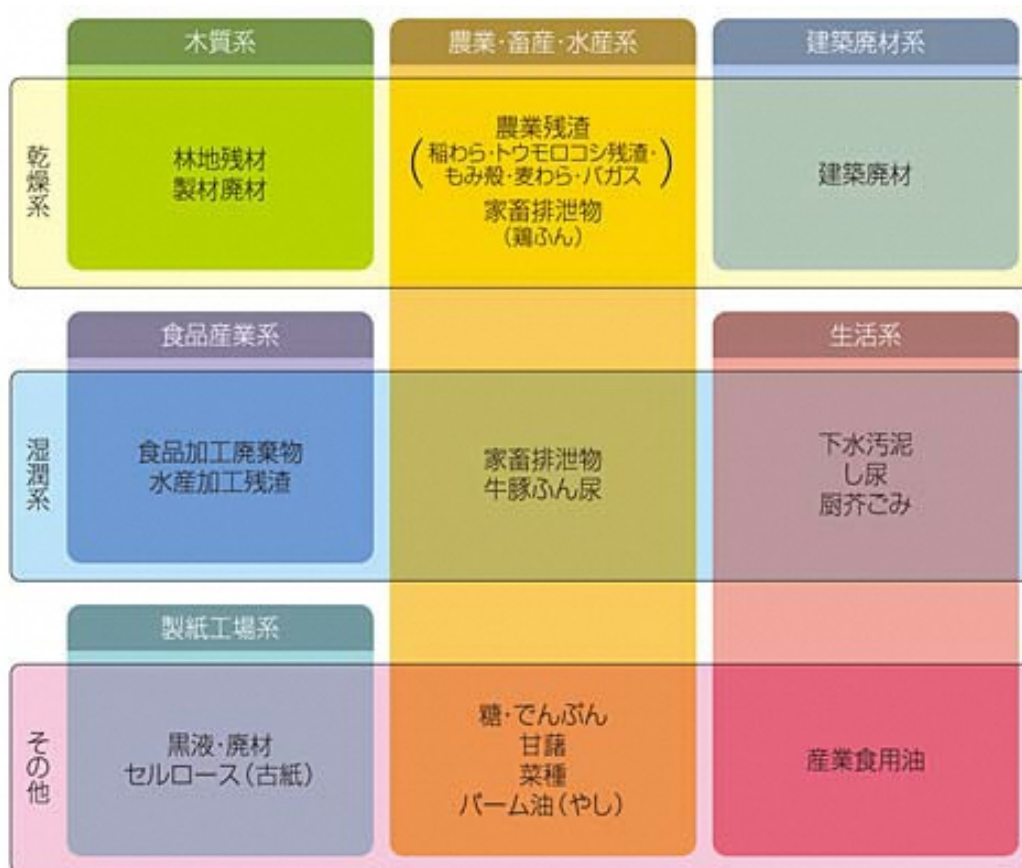 木質系
農業・畜産・水産系
建築廃材系
乾燥系
林地残材
製材廃材
農業残渣
(稲わら・トウモロコシ残渣・
もみ殻・麦わら・バガス)
家畜排泄物
(鶏ふん)
建築廃材
食品産業系
生活系
湿潤系
食品加工廃棄物
水産加工残渣
家畜排泄物
牛豚ふん尿
下水汚泥
し尿
厨芥ごみ
製紙工場系
その他
黒液・廃材
セルロース(古紙)
糖・でんぷん
甘藷
菜種
パーム油(やし)
産業食用油